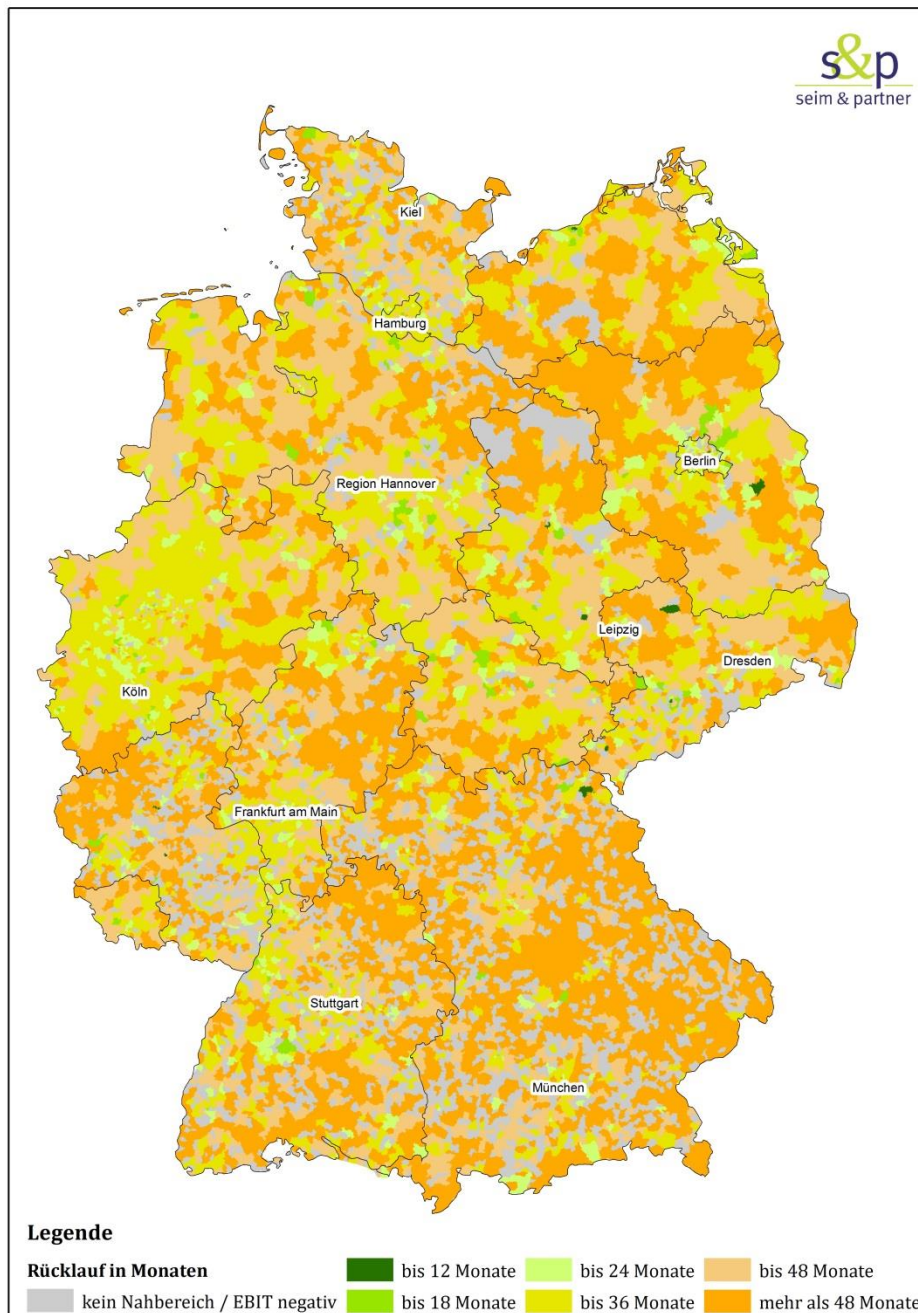 s&p
seim & partner
Kiel
Hamburg
Berlin
Region Hannover
Leipzig
Dresden
Köln
Frankfurt am Main
Stuttgart
München
Legende
Rücklauf in Monaten
bis 12 Monate
bis 24 Monate
bis 48 Monate
kein Nahbereich / EBIT negativ
bis 18 Monate
bis 36 Monate
mehr als 48 Monate